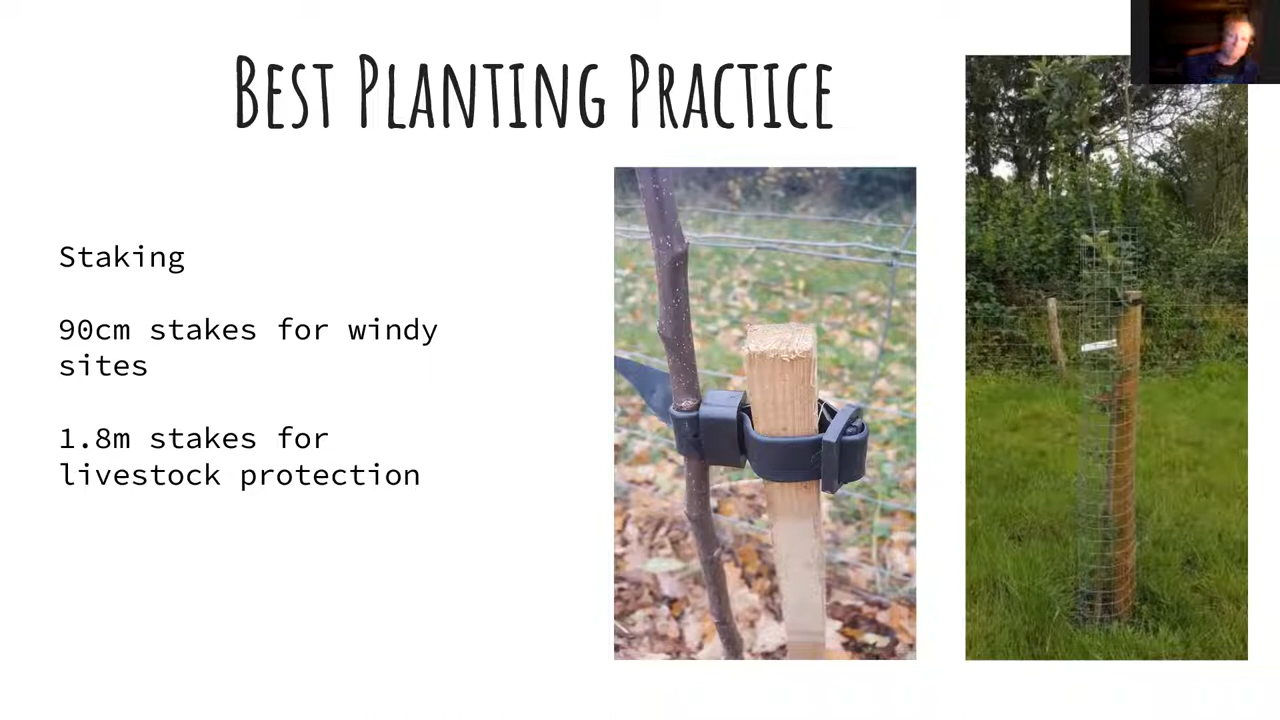 Best Planting Practice
Staking
90cm stakes for windy
sites
1.8m stakes for
livestock protection